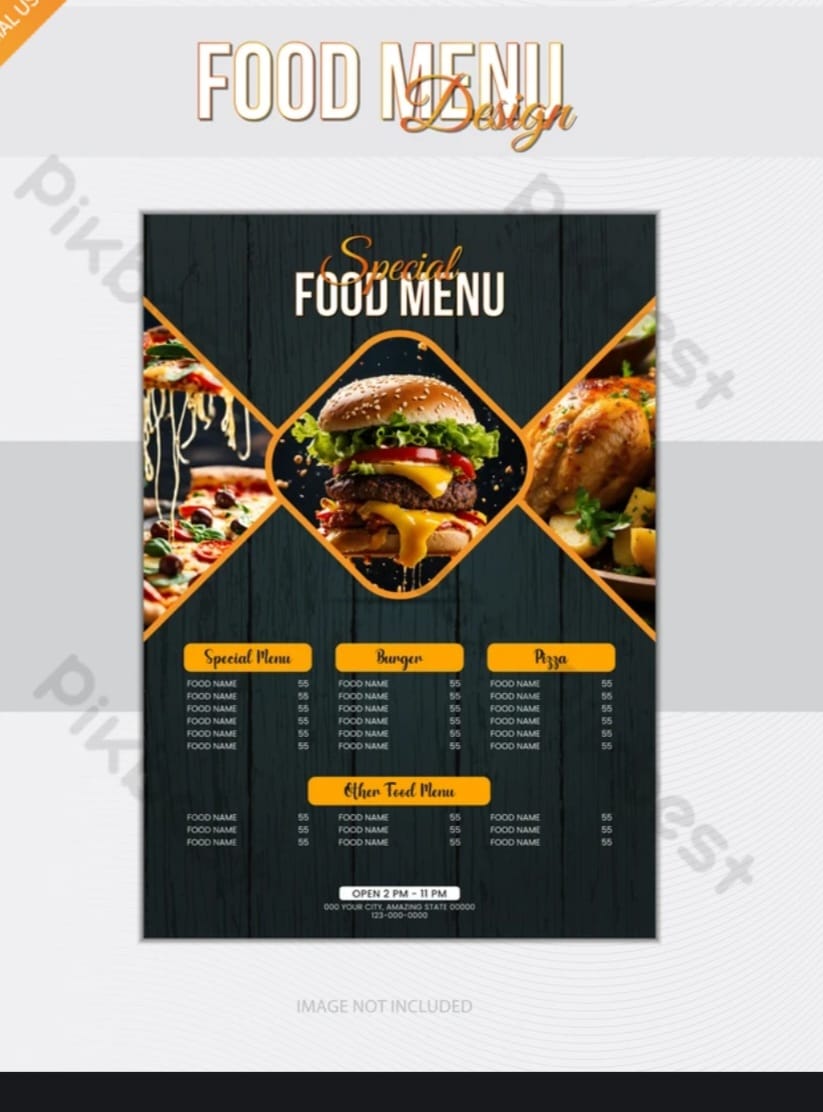 FOOD MENU
Design
Special
FOOD MENU
Special Menu Burger Pizza
FOOD NAME 55 FOOD NAME 55 FOOD NAME 55
FOOD NAME 55 FOOD NAME 55 FOOD NAME 55
FOOD NAME 55 FOOD NAME 55 FOOD NAME 55
FOOD NAME 55 FOOD NAME 55 FOOD NAME 55
FOOD NAME 55 FOOD NAME 55 FOOD NAME 55
FOOD NAME 55 FOOD NAME 55 FOOD NAME 55
Other Food Menu
FOOD NAME 55 FOOD NAME 55 FOOD NAME 55
FOOD NAME 55 FOOD NAME 55 FOOD NAME 55
FOOD NAME 55 FOOD NAME 55 FOOD NAME 55
OPEN 2 PM - 11 PM
000 YOUR CITY, AMAZING STATE 00000
123-000-0000
IMAGE NOT INCLUDED